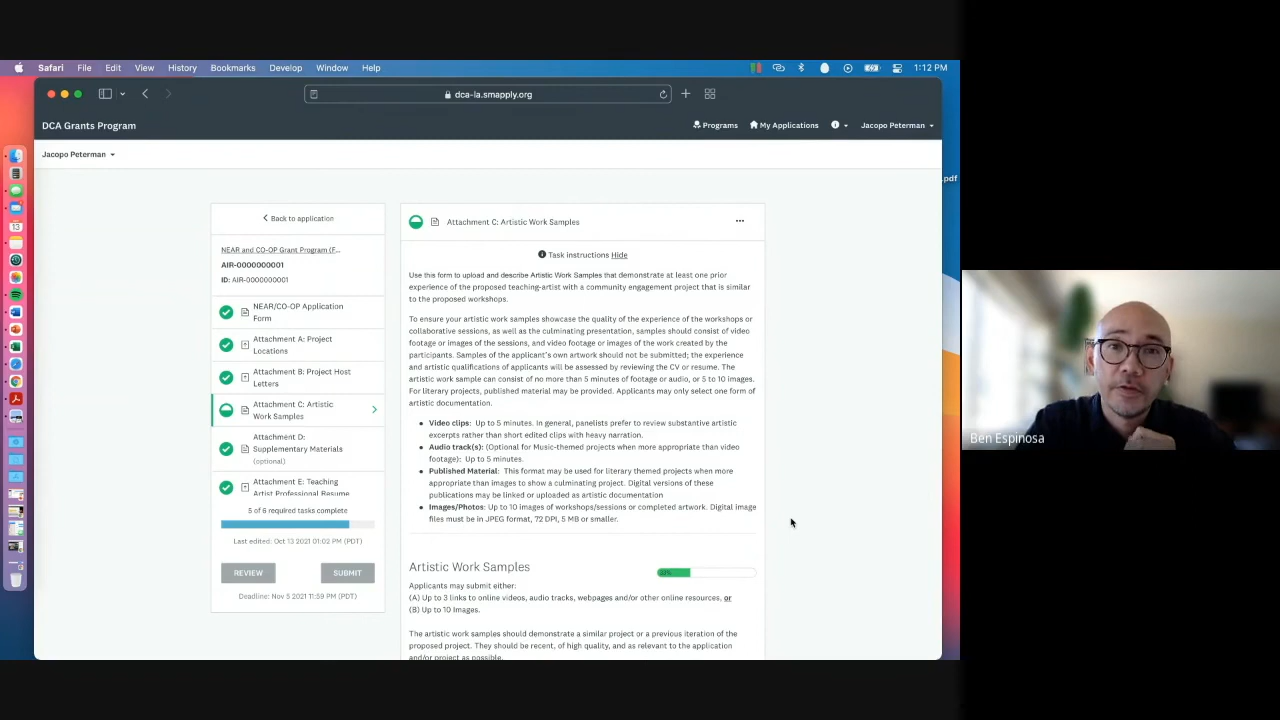 Safari File Edit View History Bookmarks Develop Window Help 1:12 PM
dca-la.smapply.org
DCA Grants Program Programs My Applications Jacopo Peterman
Jacopo Peterman
.pdf
Back to application
NEAR and CO-OP Grant Program (F...
AIR-0000000001
ID: AIR-0000000001
NEAR/CO-OP Application
Form
Attachment A: Project
Locations
Attachment B: Project Host
Letters
Attachment C: Artistic
Work Samples
Attachment D:
Supplementary Materials
(optional)
Attachment E: Teaching
Artist Professional Resume
5 of 6 required tasks complete
Last edited: Oct 13 2021 01:02 PM (PDT)
REVIEW SUBMIT
Deadline: Nov 5 2021 11:59 PM (PDT)
Attachment C: Artistic Work Samples ...
Task instructions Hide
Use this form to upload and describe Artistic Work Samples that demonstrate at least one prior
experience of the proposed teaching-artist with a community engagement project that is similar
to the proposed workshops.
To ensure your artistic work samples showcase the quality of the experience of the workshops or
collaborative sessions, as well as the culminating presentation, samples should consist of video
footage or images of the sessions, and video footage or images of the work created by the
participants. Samples of the applicant's own artwork should not be submitted; the experience
and artistic qualifications of applicants will be assessed by reviewing the CV or resume. The
artistic work sample can consist of no more than 5 minutes of footage or audio, or 5 to 10 images.
For literary projects, published material may be provided. Applicants may only select one form of
artistic documentation.
Video clips: Up to 5 minutes. In general, panelists prefer to review substantive artistic
excerpts rather than short edited clips with heavy narration.
Audio track(s): (Optional for Music-themed projects when more appropriate than video
footage): Up to 5 minutes.
Published Material: This format may be used for literary themed projects when more
appropriate than images to show a culminating project. Digital versions of these
publications may be linked or uploaded as artistic documentation
Images/Photos: Up to 10 images of workshops/sessions or completed artwork. Digital image
files must be in JPEG format, 72 DPI, 5 MB or smaller.
Artistic Work Samples
Applicants may submit either:
(A) Up to 3 links to online videos, audio tracks, webpages and/or other online resources, or
(B) Up to 10 Images.
The artistic work samples should demonstrate a similar project or a previous iteration of the
proposed project. They should be recent, of high quality, and as relevant to the application
and/or project as possible.
Ben Espinosa